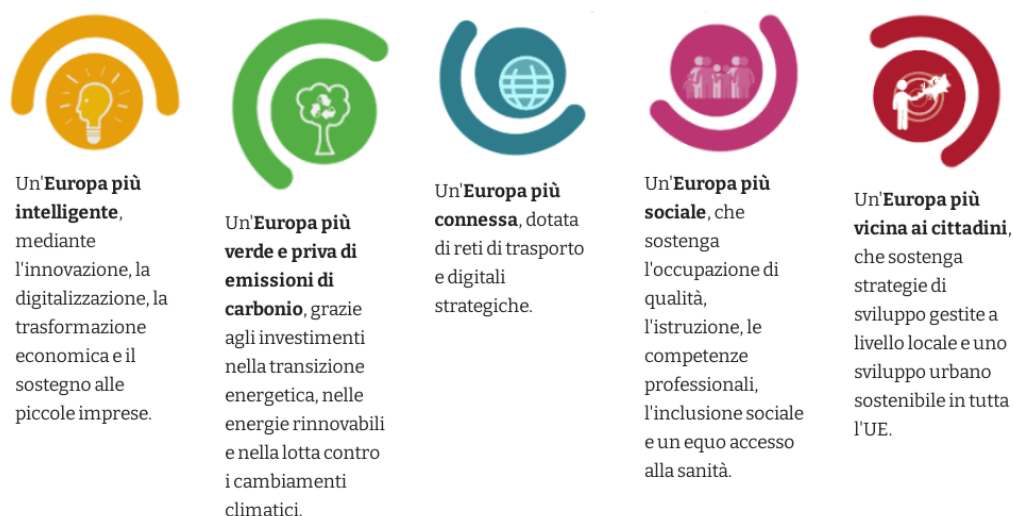 Un'Europa più
intelligente,
mediante
l'innovazione, la
digitalizzazione, la
trasformazione
economica e il
sostegno alle
piccole imprese.
Un'Europa più
verde e priva di
emissioni di
carbonio, grazie
agli investimenti
nella transizione
energetica, nelle
energie rinnovabili
e nella lotta contro
i cambiamenti
climatici.
Un'Europa più
connessa, dotata
di reti di trasporto
e digitali
strategiche.
Un'Europa più
sociale, che
sostenga
l'occupazione di
qualità,
l'istruzione, le
competenze
professionali,
l'inclusione sociale
e un equo accesso
alla sanità.
Un'Europa più
vicina ai cittadini,
che sostenga
strategie di
sviluppo gestite a
livello locale e uno
sviluppo urbano
sostenibile in tutta
l'UE.